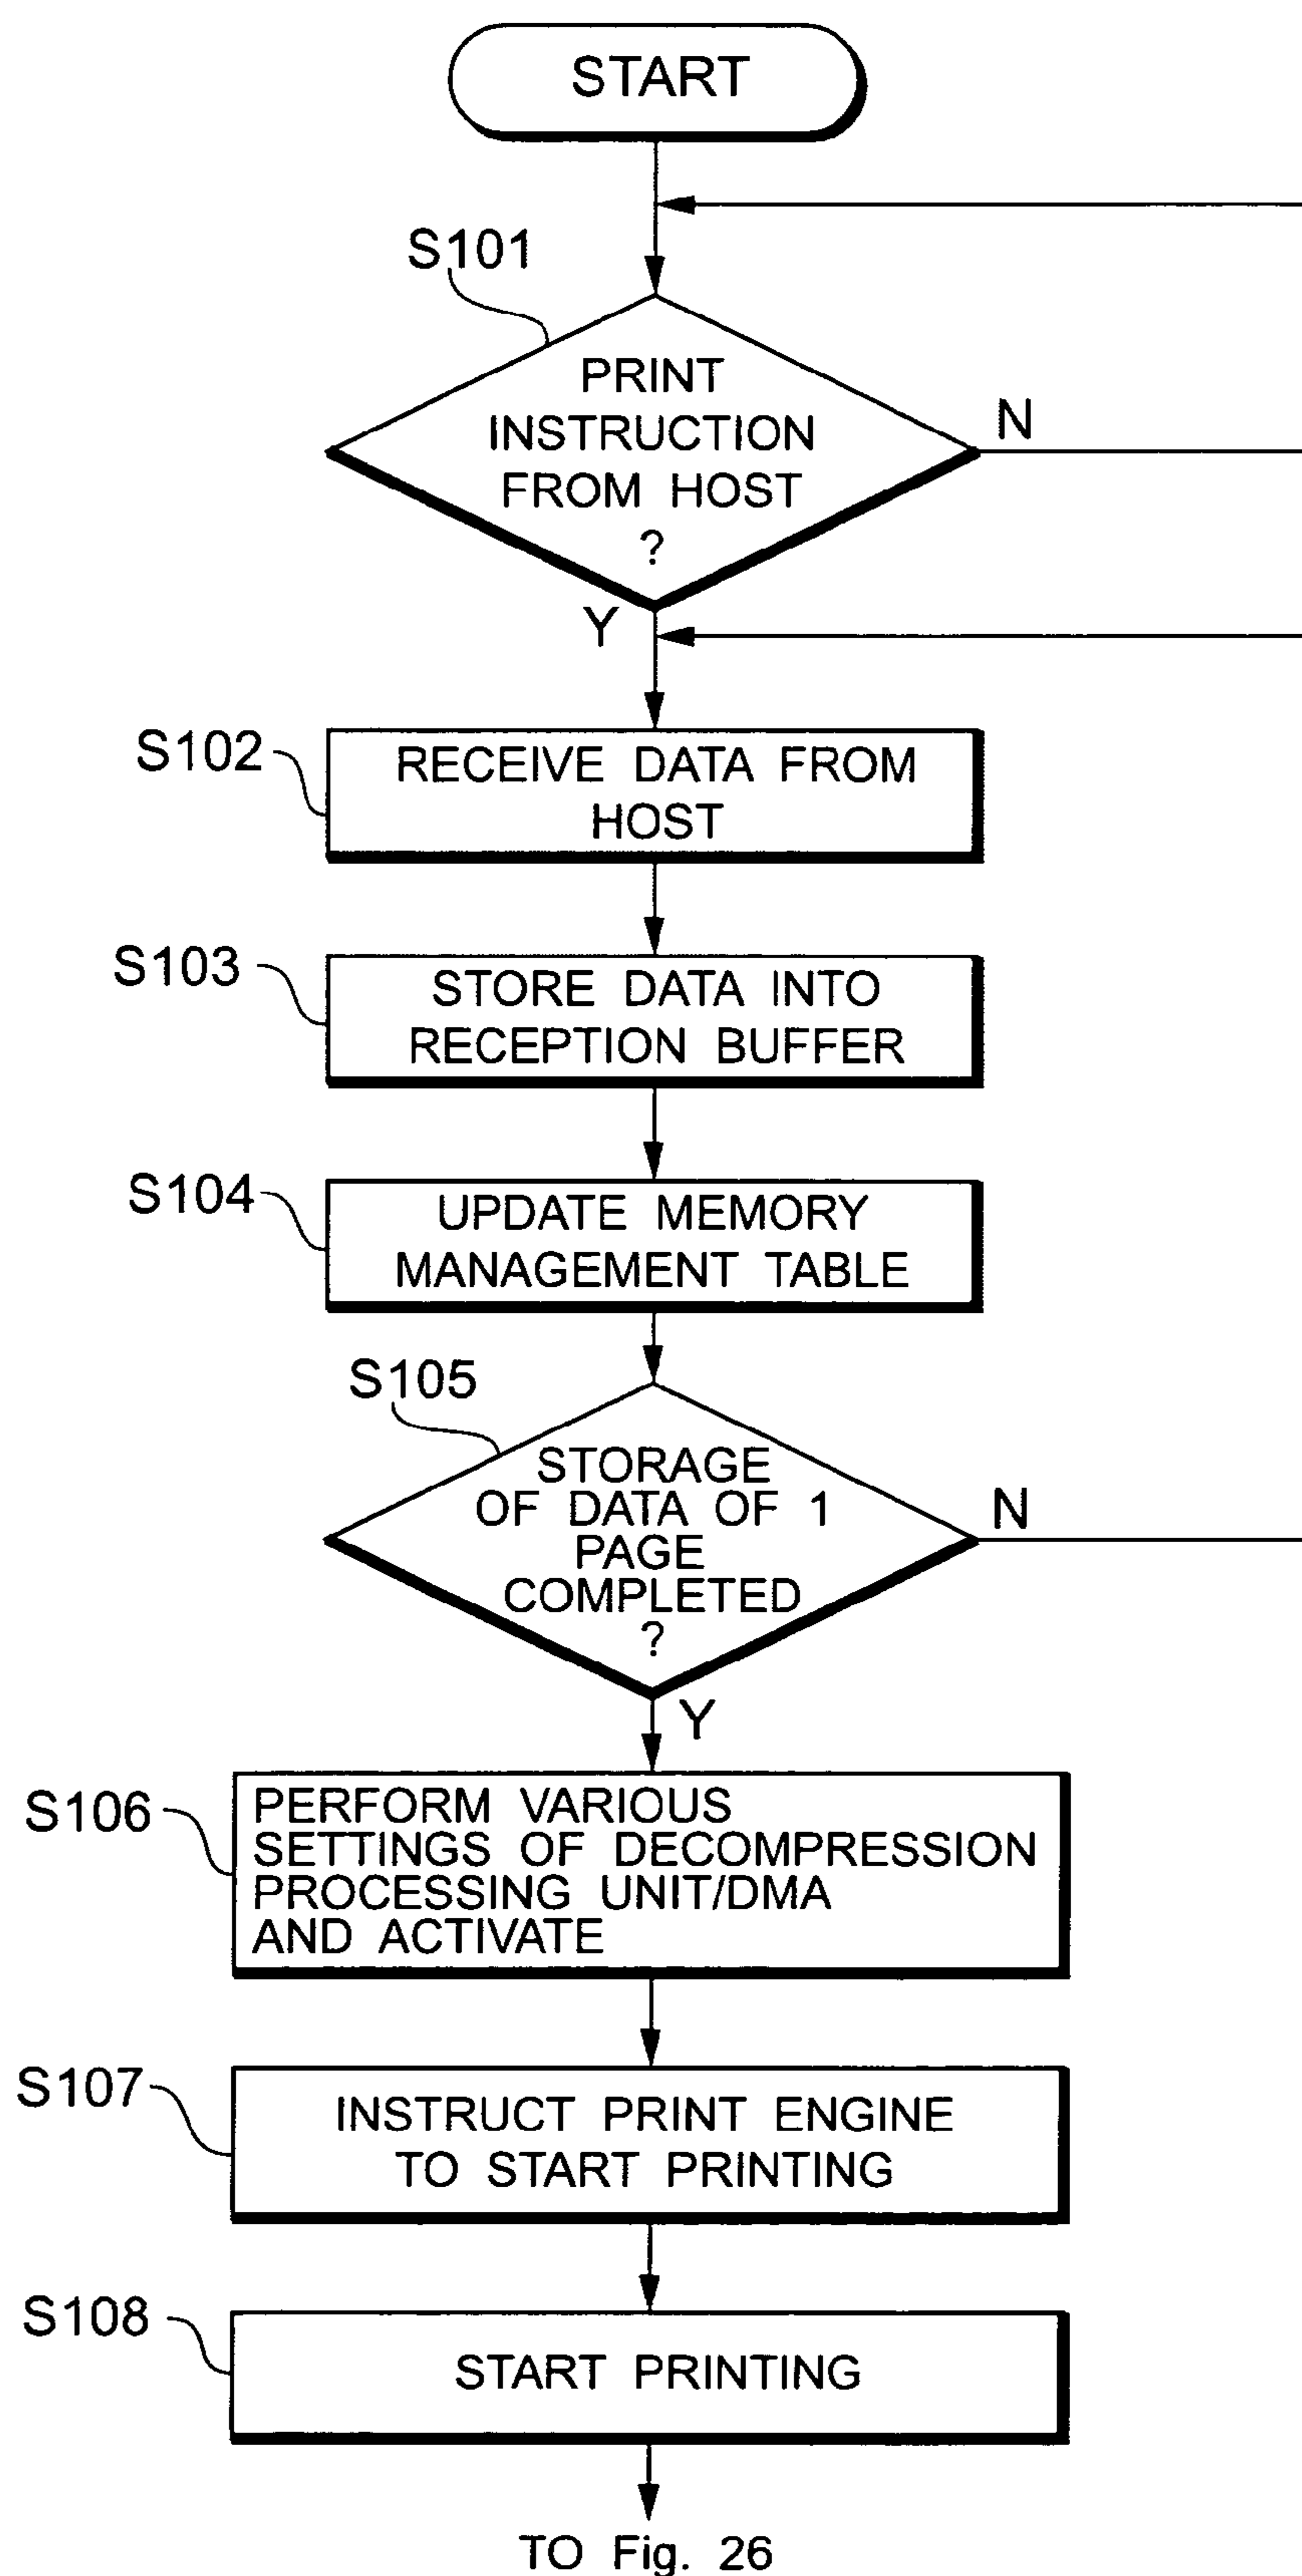 START
S101
PRINT
INSTRUCTION
FROM HOST
?
N
Y
S102
RECEIVE DATA FROM
HOST
S103
STORE DATA INTO
RECEPTION BUFFER
S104
UPDATE MEMORY
MANAGEMENT TABLE
S105
STORAGE
OF DATA OF 1
PAGE
COMPLETED
?
N
Y
S106
PERFORM VARIOUS
SETTINGS OF DECOMPRESSION
PROCESSING UNIT/DMA
AND ACTIVATE
S107
INSTRUCT PRINT ENGINE
TO START PRINTING
S108
START PRINTING
TO Fig. 26